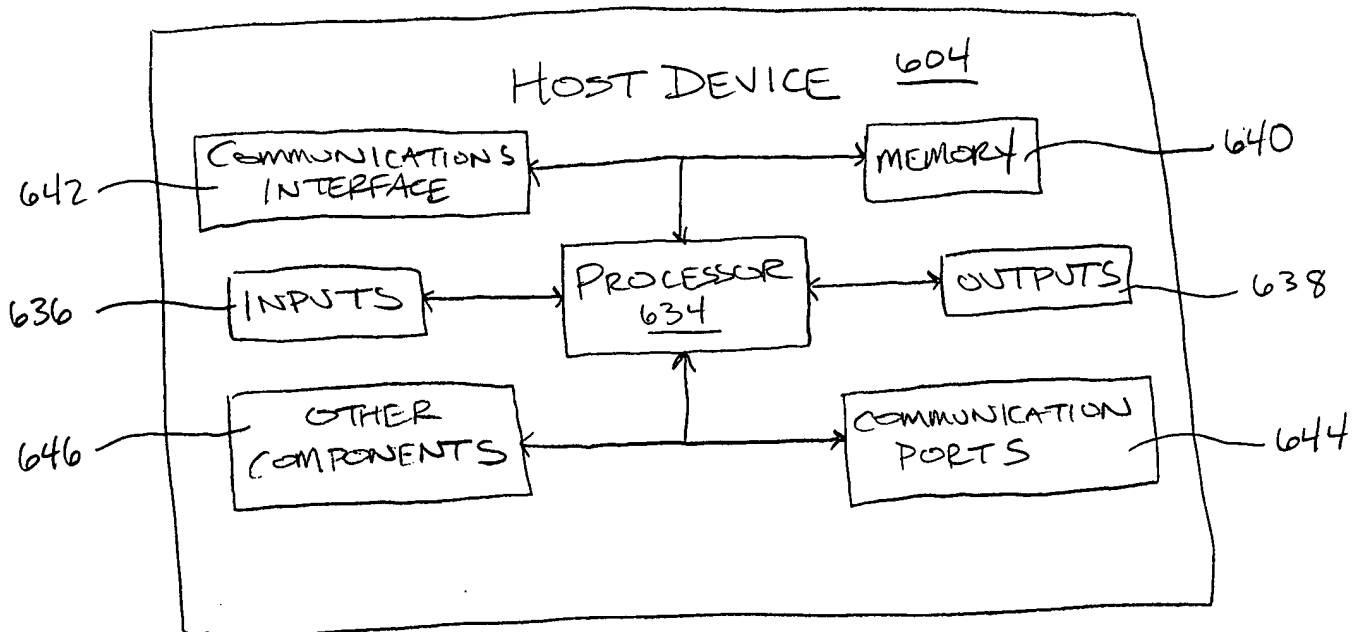 HOST DEVICE 604
COMMUNICATIONS
INTERFACE
642
MEMORY
640
INPUTS
636
PROCESSOR
634
OUTPUTS
638
OTHER
COMPONENTS
646
COMMUNICATION
PORTS
644